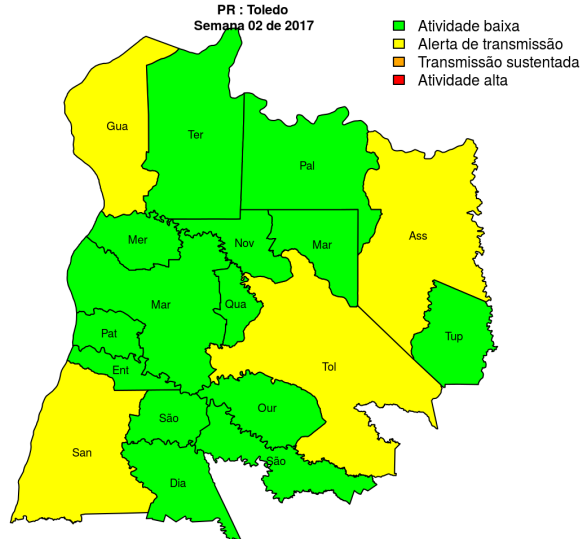 PR : Toledo
Semana 02 de 2017
Atividade baixa
Alerta de transmissão
Transmissão sustentada
Atividade alta
Gua
Ter
Pal
Ass
Mer
Nov
Mar
Mar
Qua
Pat
Tup
Ent
Tol
São
Our
San
São
Dia